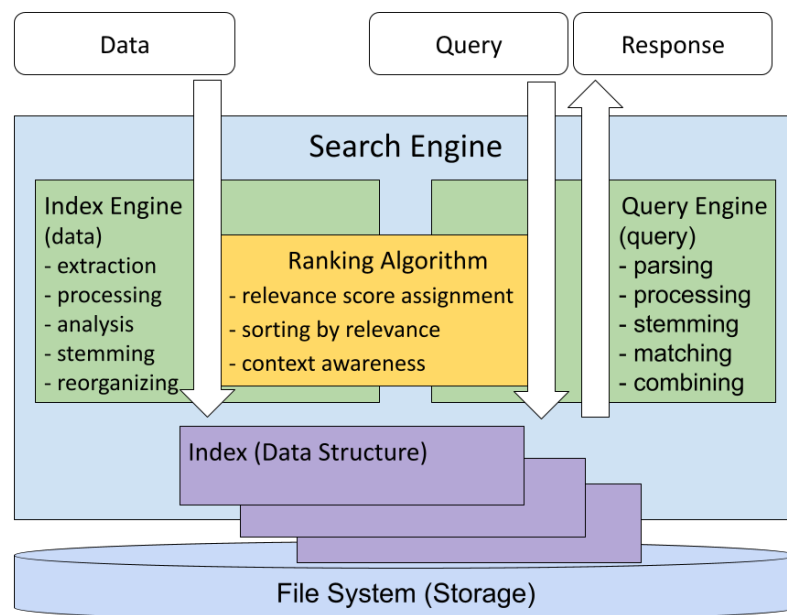 Data
Query
Response
Search Engine
Index Engine
(data)
- extraction
- processing
- analysis
- stemming
- reorganizing
Ranking Algorithm
- relevance score assignment
- sorting by relevance
- context awareness
Query Engine
(query)
- parsing
- processing
- stemming
- matching
- combining
Index (Data Structure)
File System (Storage)